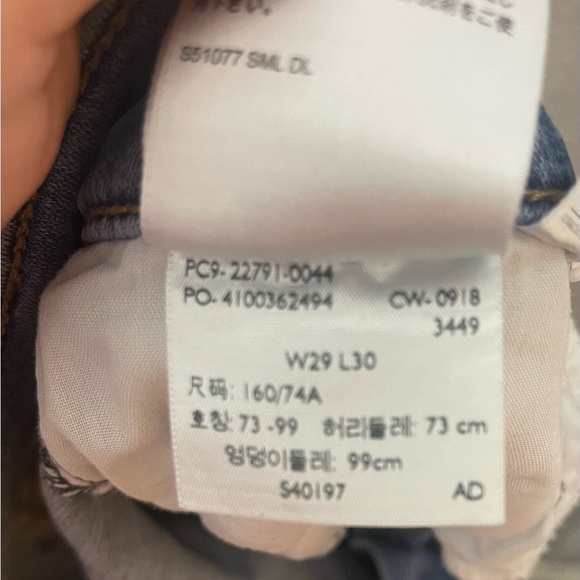 S51077 SML DL
PC9-22791-0044
PO-4100362494 CW-0918
3449
W29 L30
尺码: 160/74A
호칭: 73 -99 허리둘레: 73 cm
엉덩이둘레: 99cm
S40197 AD